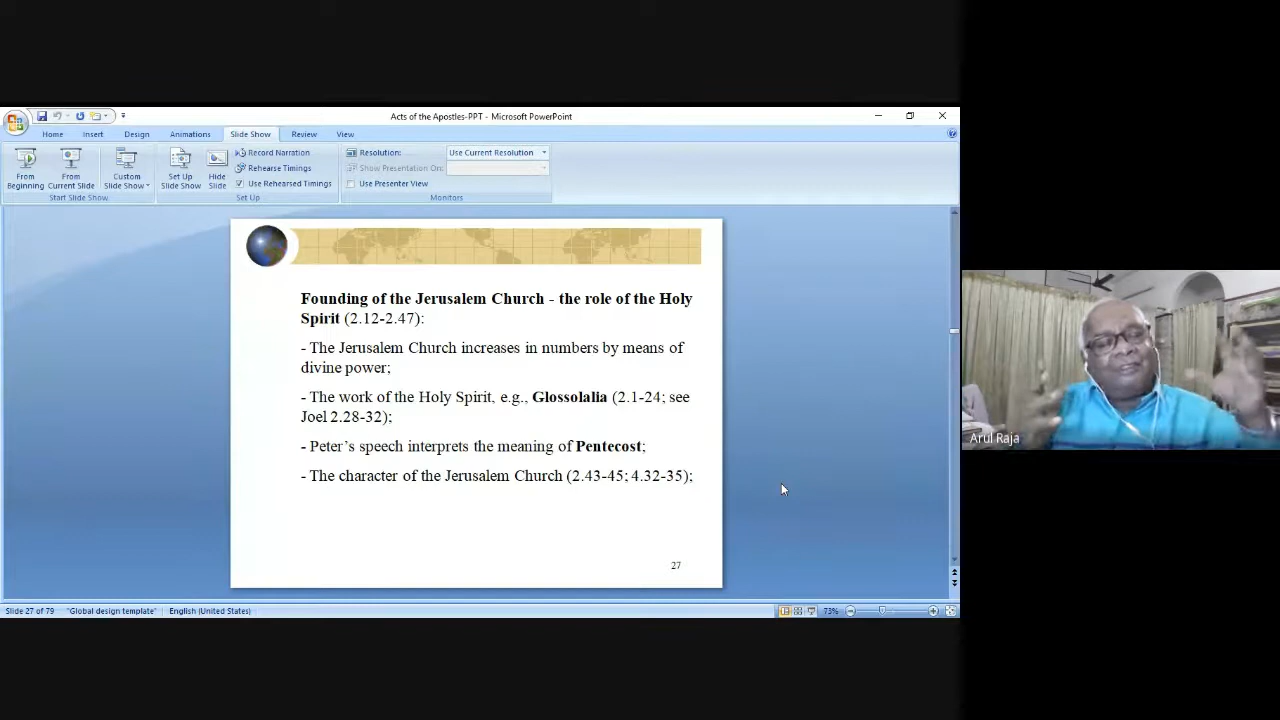 Acts of the Apostles-PPT - Microsoft PowerPoint
Home Insert Design Animations Slide Show Review View
From Beginning
From Current Slide
Custom Slide Show
Start Slide Show
Set Up Slide Show
Hide Slide
Record Narration
Rehearse Timings
Use Rehearsed Timings
Set Up
Resolution: Use Current Resolution
Show Presentation On:
Use Presenter View
Monitors
Founding of the Jerusalem Church - the role of the Holy
Spirit (2.12-2.47):
- The Jerusalem Church increases in numbers by means of
divine power;
- The work of the Holy Spirit, e.g., Glossolalia (2.1-24; see
Joel 2.28-32);
- Peter’s speech interprets the meaning of Pentecost;
- The character of the Jerusalem Church (2.43-45; 4.32-35);
27
Arul Raja
Slide 27 of 79 "Global design template" English (United States) 73%